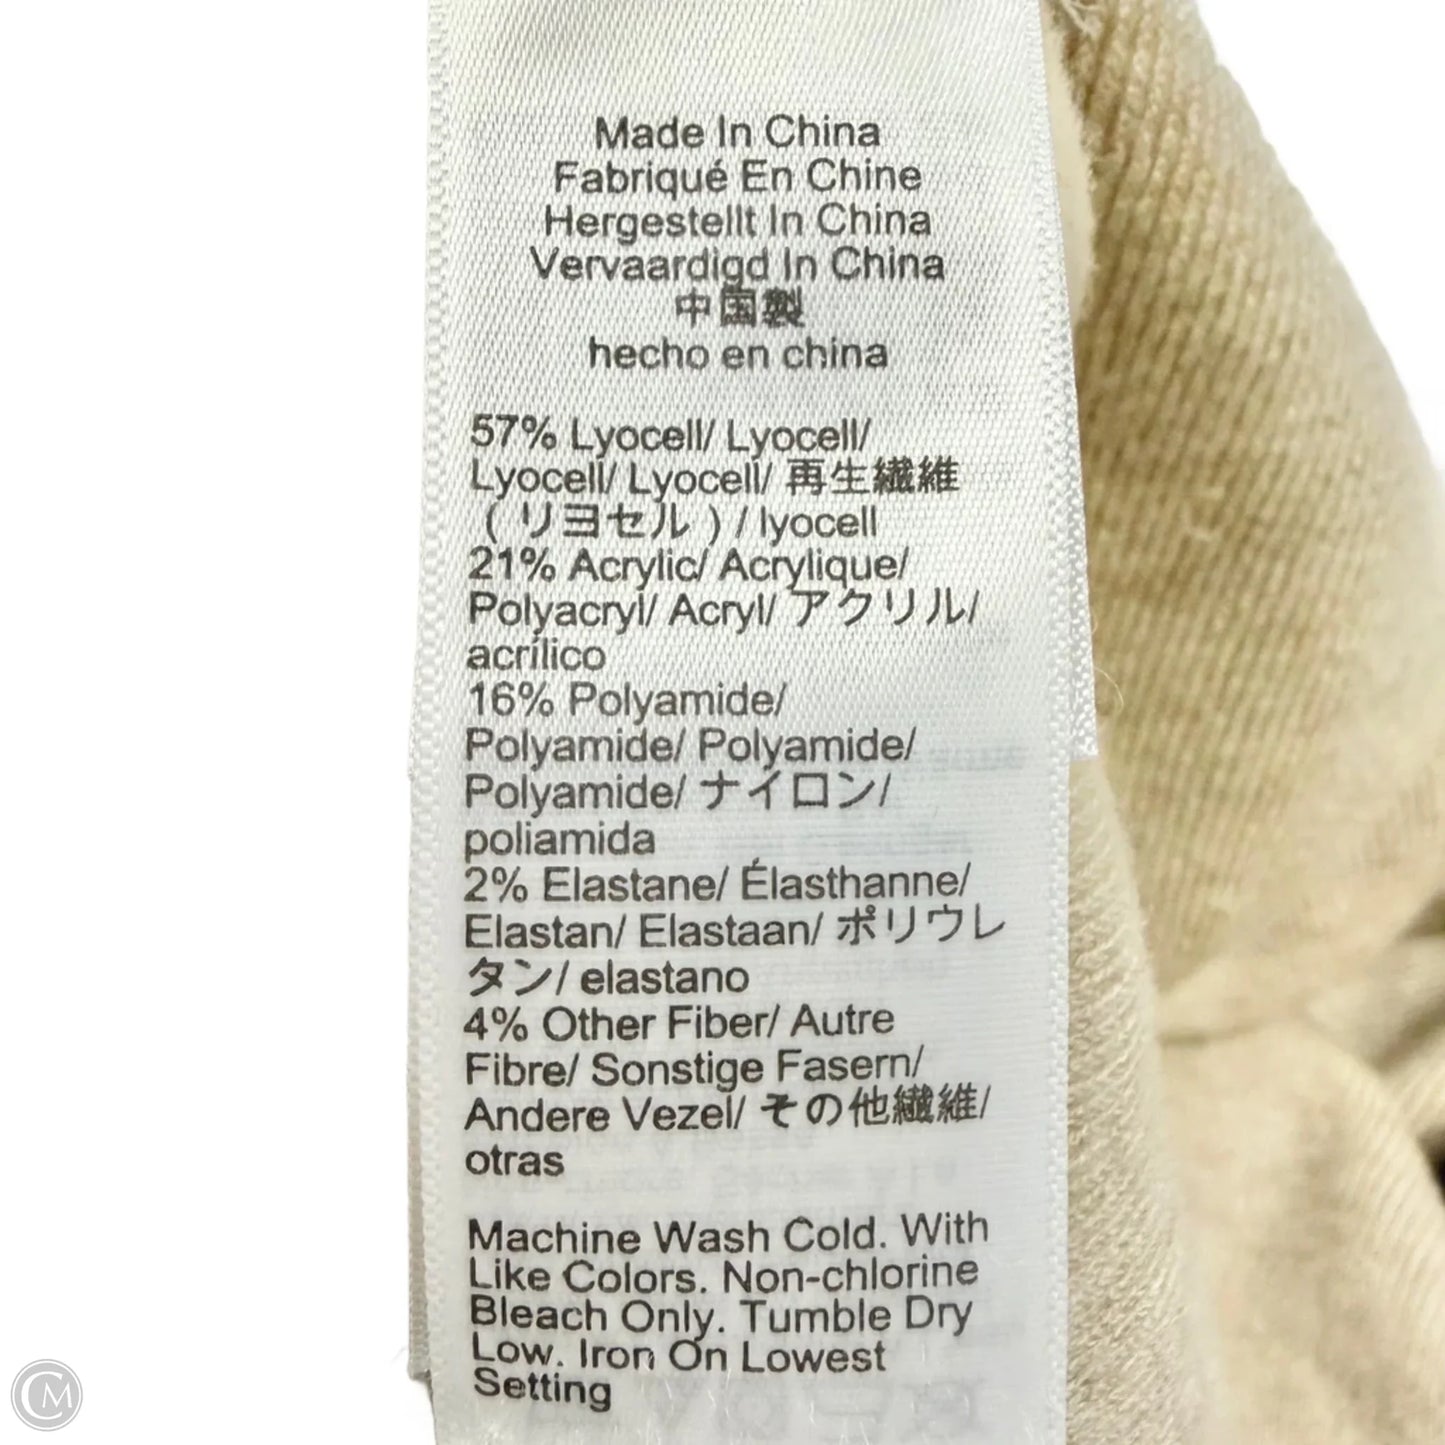 Made In China
Fabriqué En Chine
Hergestellt In China
Vervaardigd In China
中国製
hecho en china
57% Lyocell/ Lyocell/
Lyocell/ Lyocell/ 再生繊維
(リヨセル)/ lyocell
21% Acrylic/ Acrylique/
Polyacryl/ Acryl/ アクリル/
acrílico
16% Polyamide/
Polyamide/ Polyamide/
Polyamide/ ナイロン/
poliamida
2% Elastane/ Élasthanne/
Elastan/ Elastaan/ ポリウレ
タン/ elastano
4% Other Fiber/ Autre
Fibre/ Sonstige Fasern/
Andere Vezel/ その他繊維/
otras
Machine Wash Cold. With
Like Colors. Non-chlorine
Bleach Only. Tumble Dry
Low. Iron On Lowest
Setting
CM